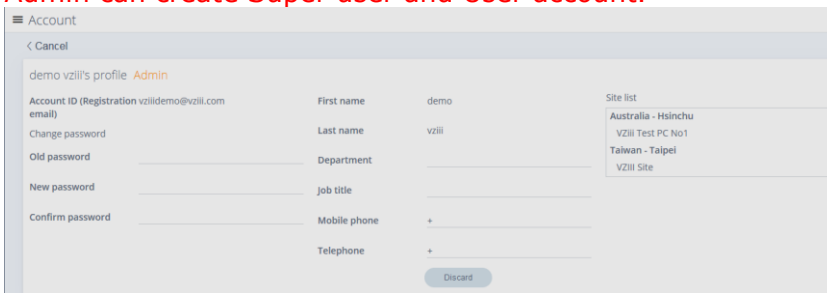 Admin can create Super user and User account.
≡ Account
< Cancel
demo vziii's profile Admin
Account ID (Registration email) vziiidemo@vziii.com
Change password
Old password
New password
Confirm password
First name demo
Last name vziii
Department
Job title
Mobile phone +
Telephone +
Discard
Site list
Australia - Hsinchu
VZiii Test PC No1
Taiwan - Taipei
VZIII Site